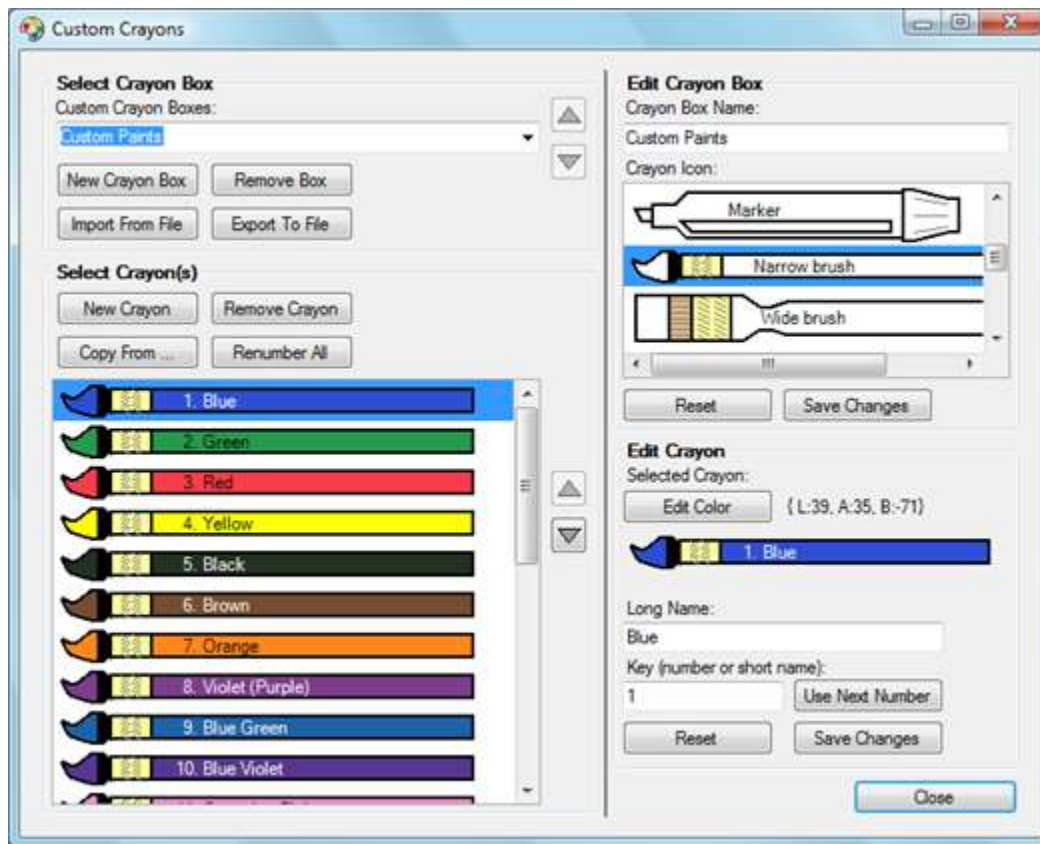 Custom Crayons
Select Crayon Box
Custom Crayon Boxes:
Custom Paints
New Crayon Box
Remove Box
Import From File
Export To File
Select Crayon(s)
New Crayon
Remove Crayon
Copy From ...
Renumber All
1. Blue
2. Green
3. Red
4. Yellow
5. Black
6. Brown
7. Orange
8. Violet (Purple)
9. Blue Green
10. Blue Violet
Edit Crayon Box
Crayon Box Name:
Custom Paints
Crayon Icon:
Marker
Narrow brush
Wide brush
Reset
Save Changes
Edit Crayon
Selected Crayon:
Edit Color
{ L:39, A:35, B:-71}
1. Blue
Long Name:
Blue
Key (number or short name):
1
Use Next Number
Reset
Save Changes
Close